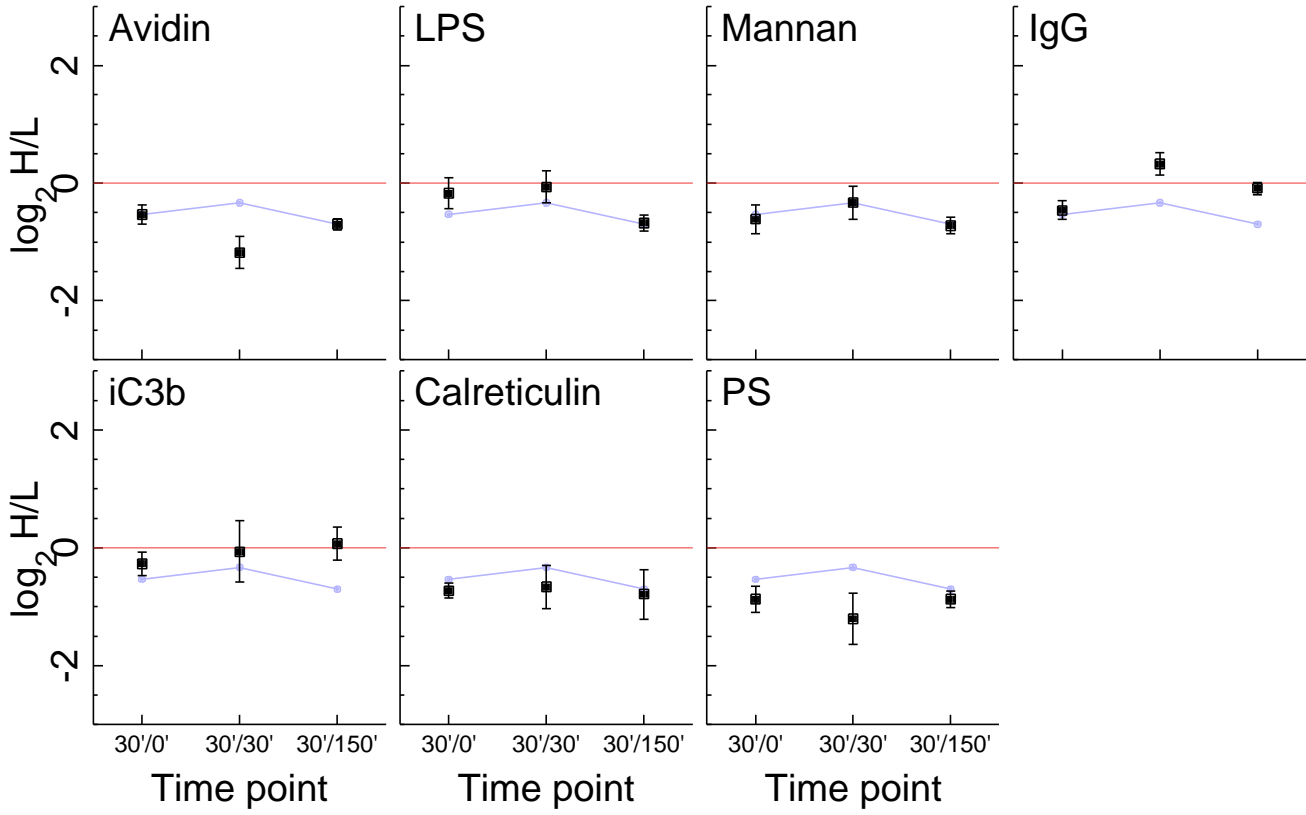 Avidin LPS Mannan IgG
2
0
-2
log₂ H/L
iC3b Calreticulin PS
2
0
-2
log₂ H/L
30'/0' 30'/30' 30'/150' 30'/0' 30'/30' 30'/150' 30'/0' 30'/30' 30'/150'
Time point Time point Time point